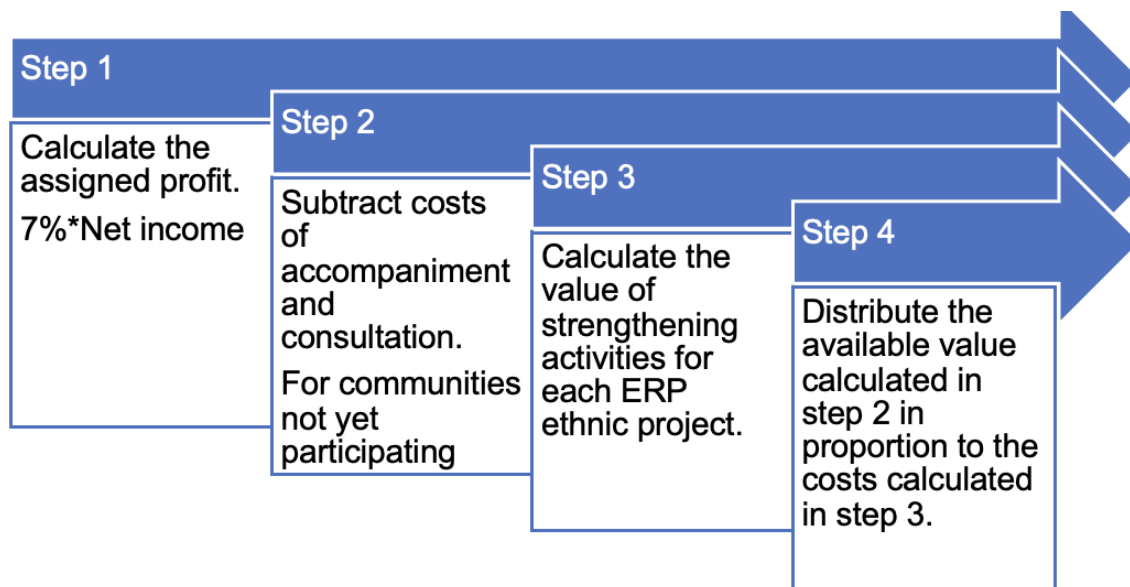 Step 1
Calculate the
assigned profit.
7%*Net income
Step 2
Subtract costs
of
accompaniment
and
consultation.
For communities
not yet
participating
Step 3
Calculate the
value of
strengthening
activities for
each ERP
ethnic project.
Step 4
Distribute the
available value
calculated in
step 2 in
proportion to the
costs calculated
in step 3.